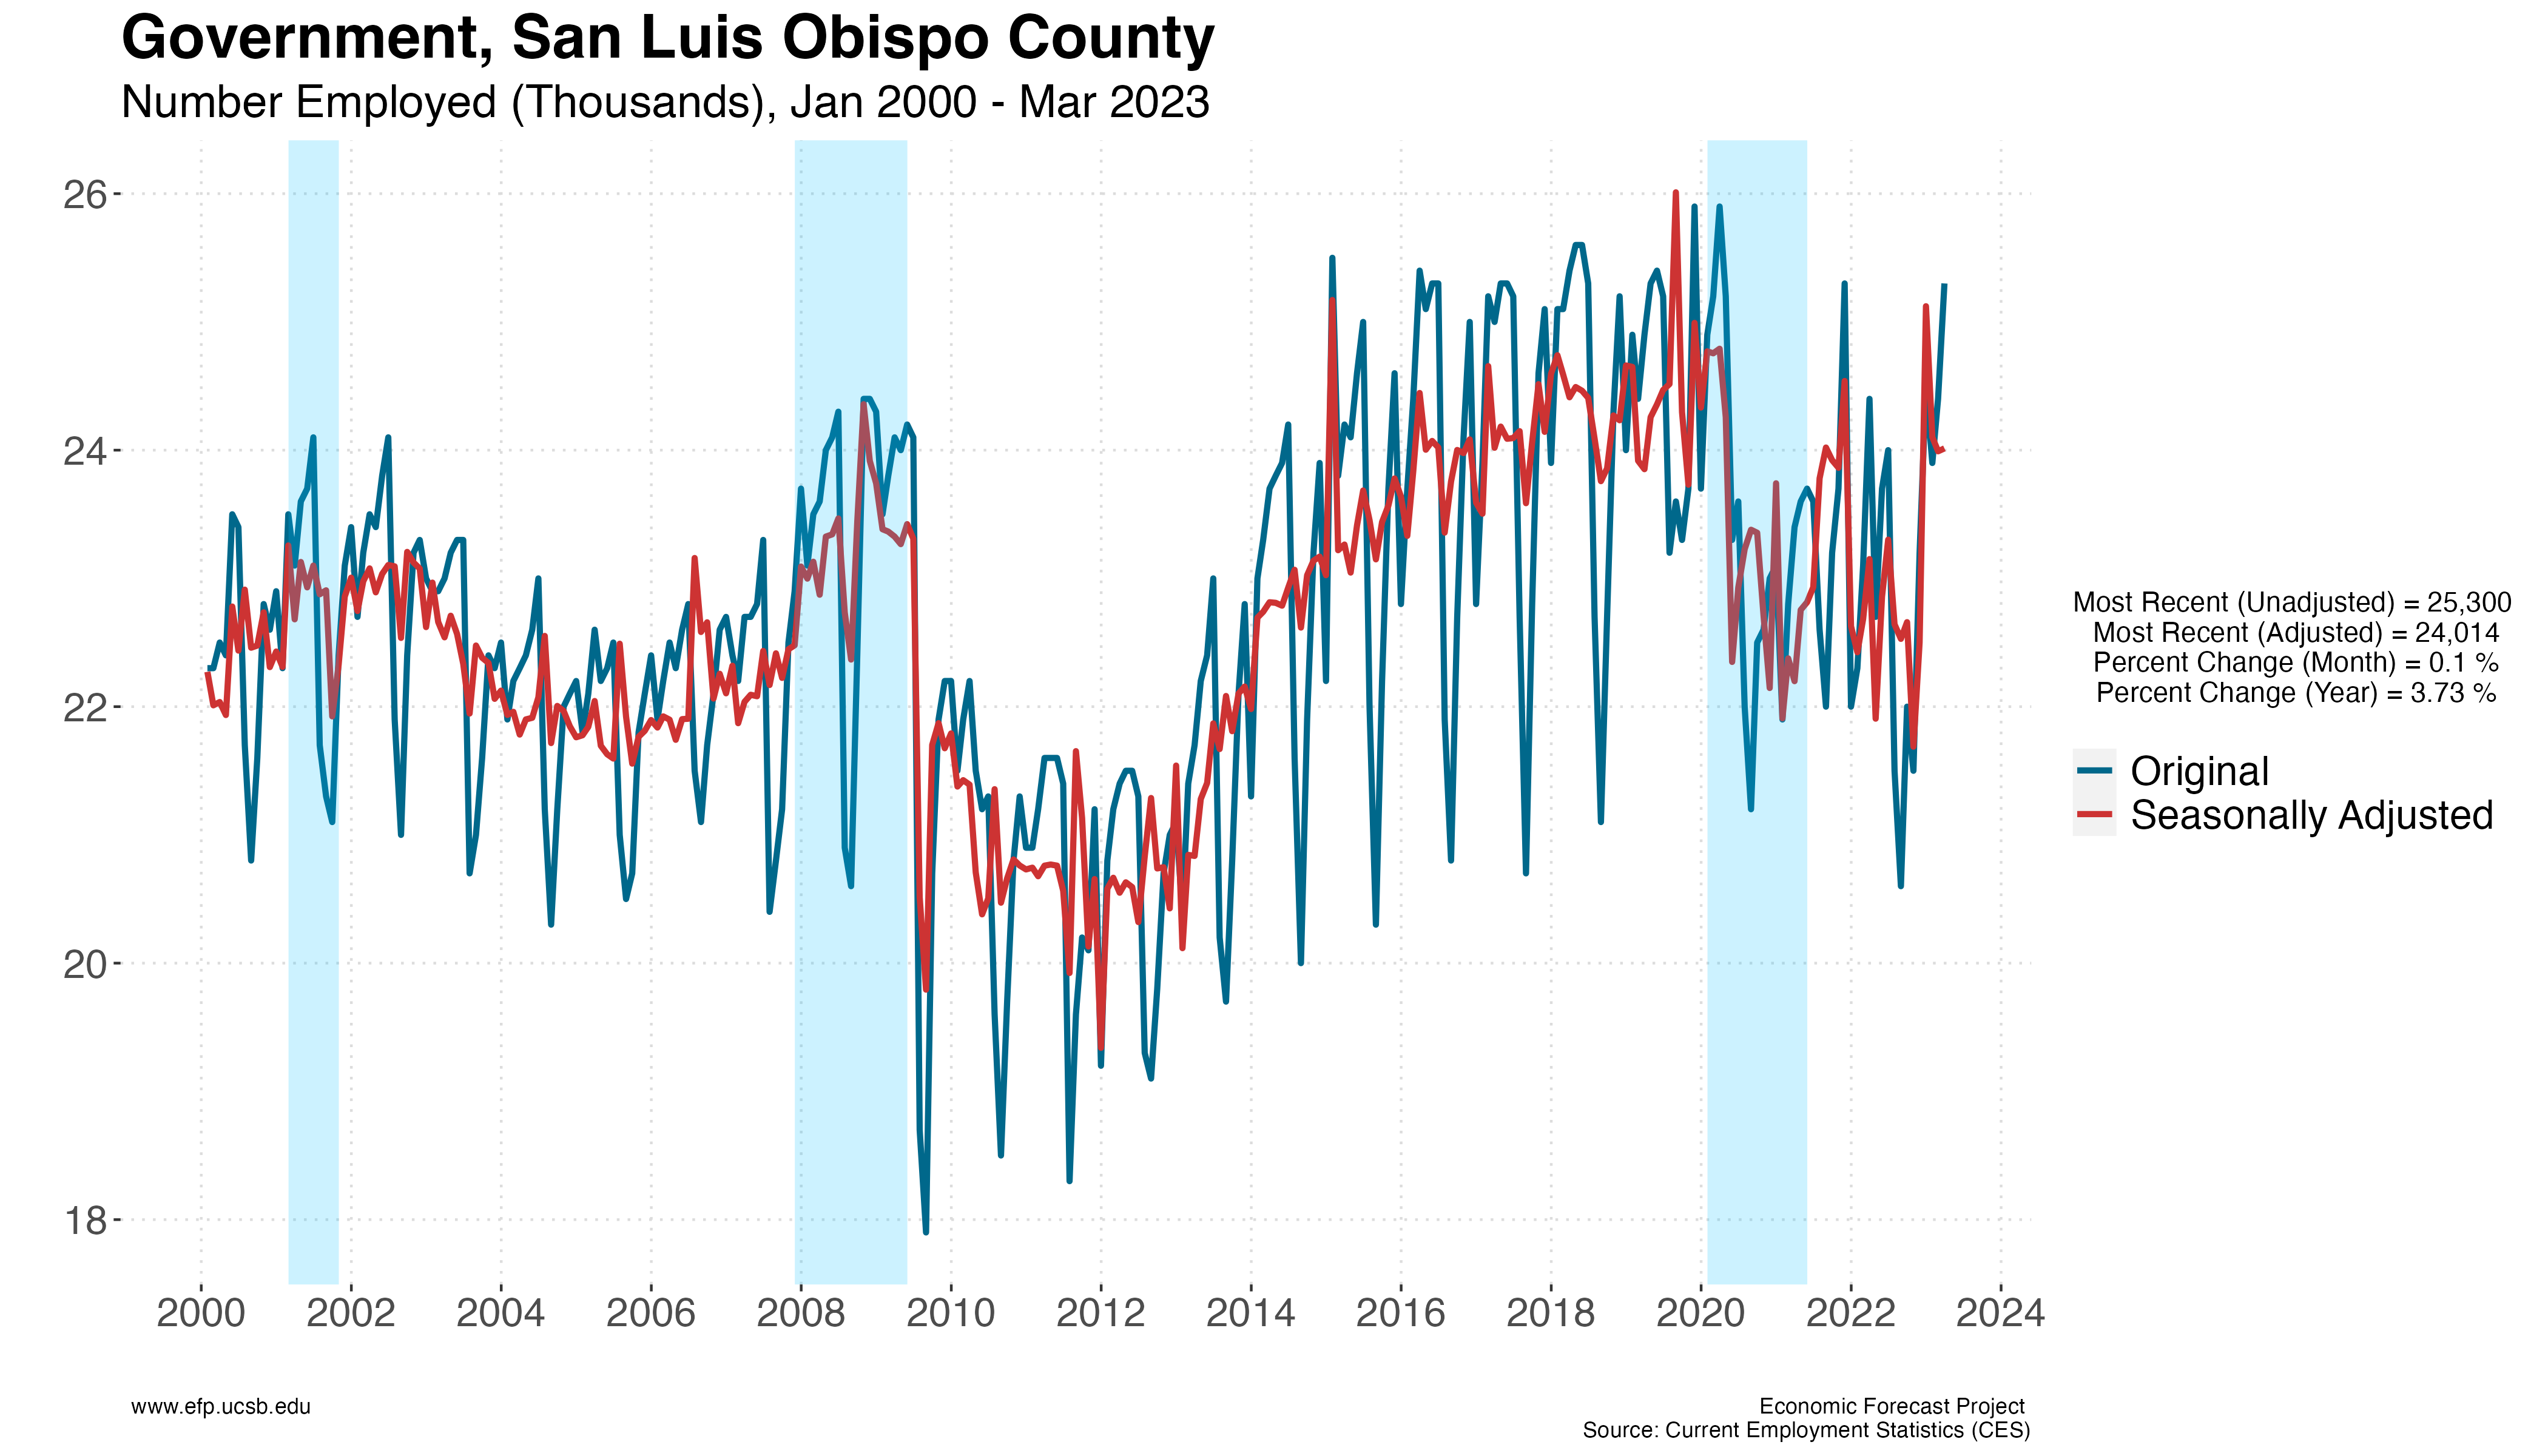 Government, San Luis Obispo County
Number Employed (Thousands), Jan 2000 - Mar 2023
26
24
22
20
18
2000 2002 2004 2006 2008 2010 2012 2014 2016 2018 2020 2022 2024
Most Recent (Unadjusted) = 25,300
Most Recent (Adjusted) = 24,014
Percent Change (Month) = 0.1 %
Percent Change (Year) = 3.73 %
Original
Seasonally Adjusted
www.efp.ucsb.edu
Economic Forecast Project
Source: Current Employment Statistics (CES)